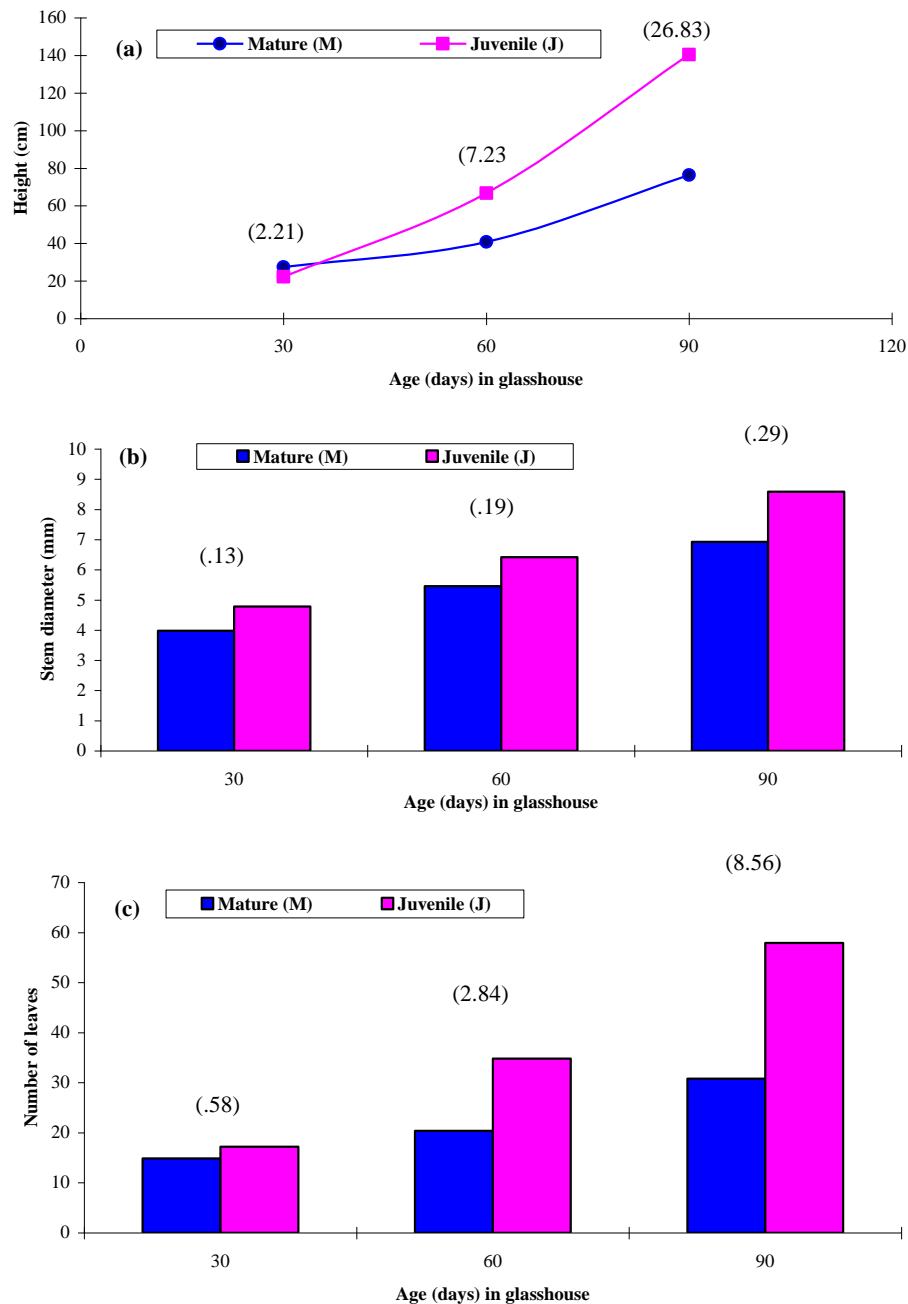 (a)
Mature (M) Juvenile (J)
(26.83)
(7.23
(2.21)
Height (cm)
160
140
120
100
80
60
40
20
0
0 30 60 90 120
Age (days) in glasshouse
(b)
Mature (M) Juvenile (J)
(.29)
(.19)
(.13)
Stem diameter (mm)
10
9
8
7
6
5
4
3
2
1
0
30 60 90
Age (days) in glasshouse
(c)
Mature (M) Juvenile (J)
(8.56)
(2.84)
(.58)
Number of leaves
70
60
50
40
30
20
10
0
30 60 90
Age (days) in glasshouse